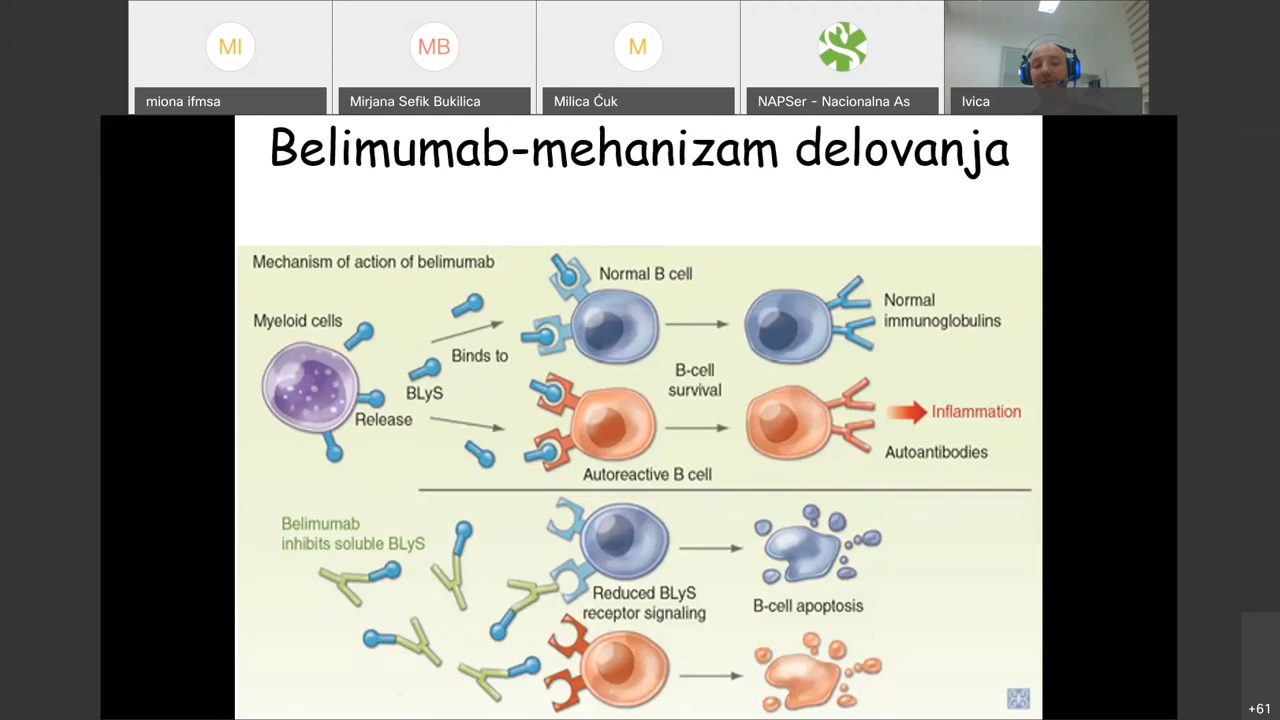 MI
MB
M
miona ifmsa
Mirjana Sefik Bukilica
Milica Ćuk
NAPSer - Nacionalna As
Ivica
Belimumab-mehanizam delovanja
Mechanism of action of belimumab
Normal B cell
Myeloid cells
Normal
immunoglobulins
Binds to
BLyS
Release
B-cell
survival
Inflammation
Autoantibodies
Autoreactive B cell
Belimumab
inhibits soluble BLyS
Reduced BLyS
receptor signaling
B-cell apoptosis
+61